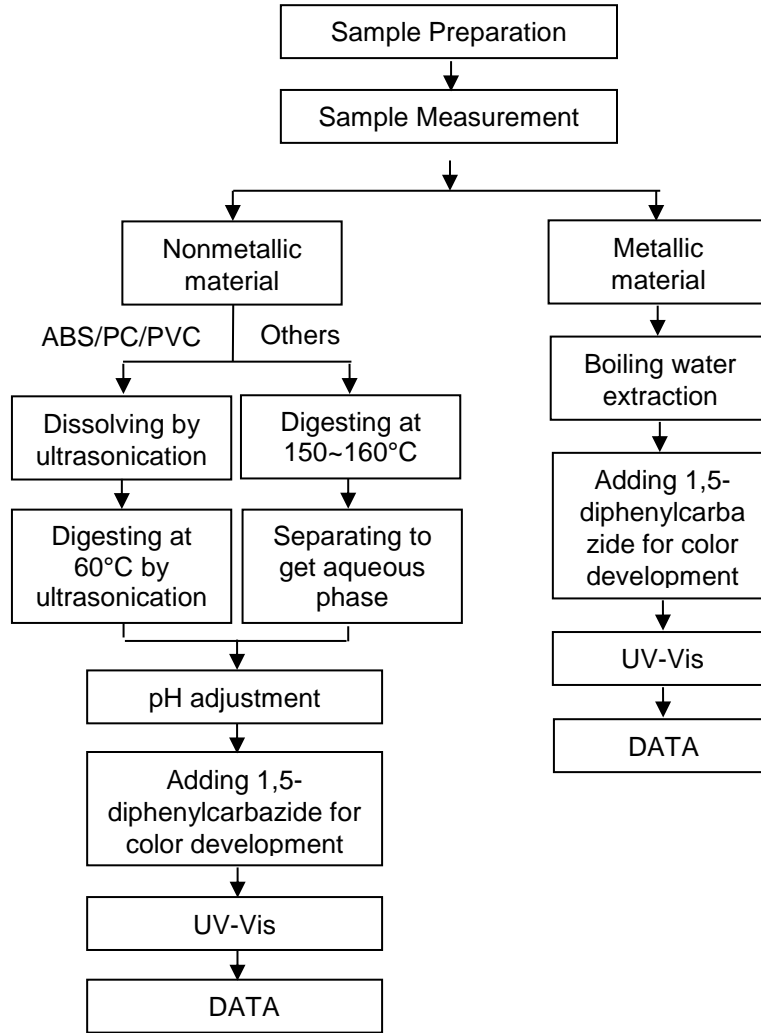 Sample Preparation
Sample Measurement
Nonmetallic
material
ABS/PC/PVC
Others
Dissolving by
ultrasonication
Digesting at
150~160°C
Digesting at
60°C by
ultrasonication
Separating to
get aqueous
phase
pH adjustment
Adding 1,5-
diphenylcarbazide for
color development
UV-Vis
DATA
Metallic
material
Boiling water
extraction
Adding 1,5-
diphenylcarba
zide for color
development
UV-Vis
DATA